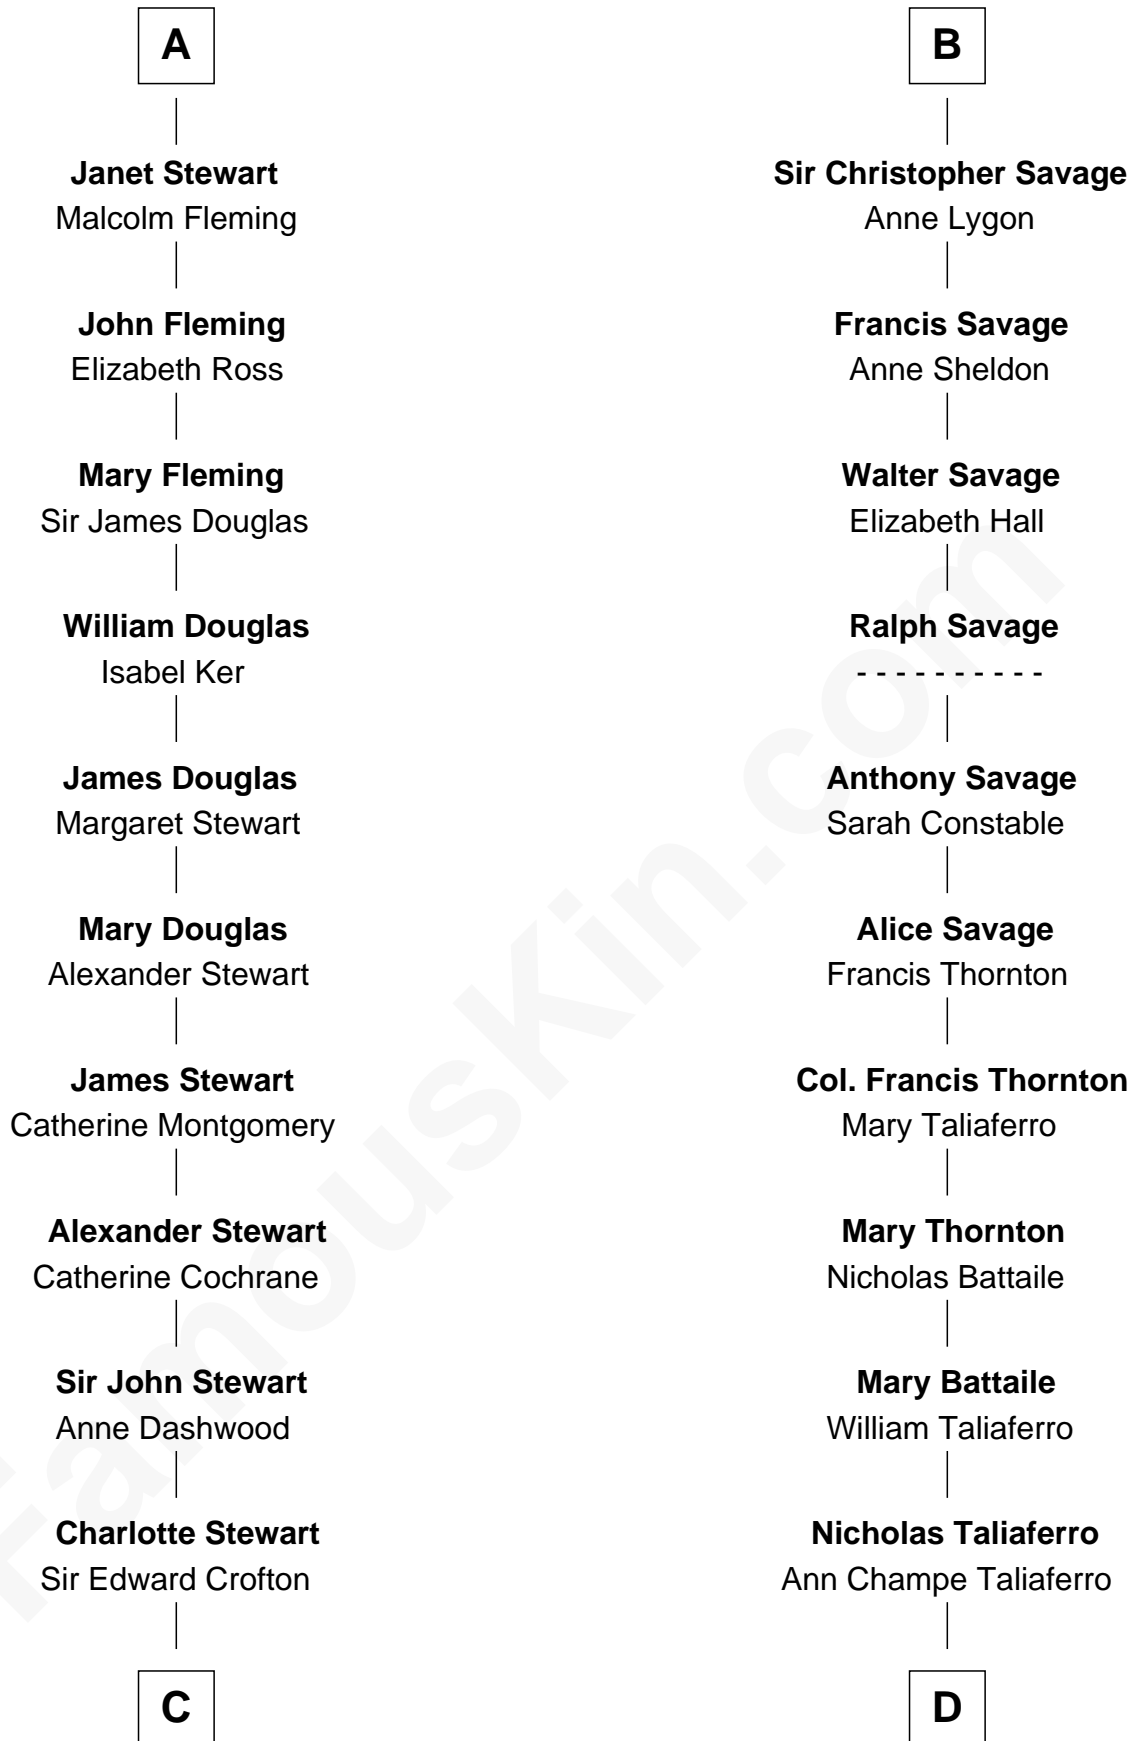 A
Janet Stewart
Malcolm Fleming
John Fleming
Elizabeth Ross
Mary Fleming
Sir James Douglas
William Douglas
Isabel Ker
James Douglas
Margaret Stewart
Mary Douglas
Alexander Stewart
James Stewart
Catherine Montgomery
Alexander Stewart
Catherine Cochrane
Sir John Stewart
Anne Dashwood
Charlotte Stewart
Sir Edward Crofton
C
B
Sir Christopher Savage
Anne Lygon
Francis Savage
Anne Sheldon
Walter Savage
Elizabeth Hall
Ralph Savage
- - - - - - - - - -
Anthony Savage
Sarah Constable
Alice Savage
Francis Thornton
Col. Francis Thornton
Mary Taliaferro
Mary Thornton
Nicholas Battaile
Mary Battaile
William Taliaferro
Nicholas Taliaferro
Ann Champe Taliaferro
D
FamousKin.com